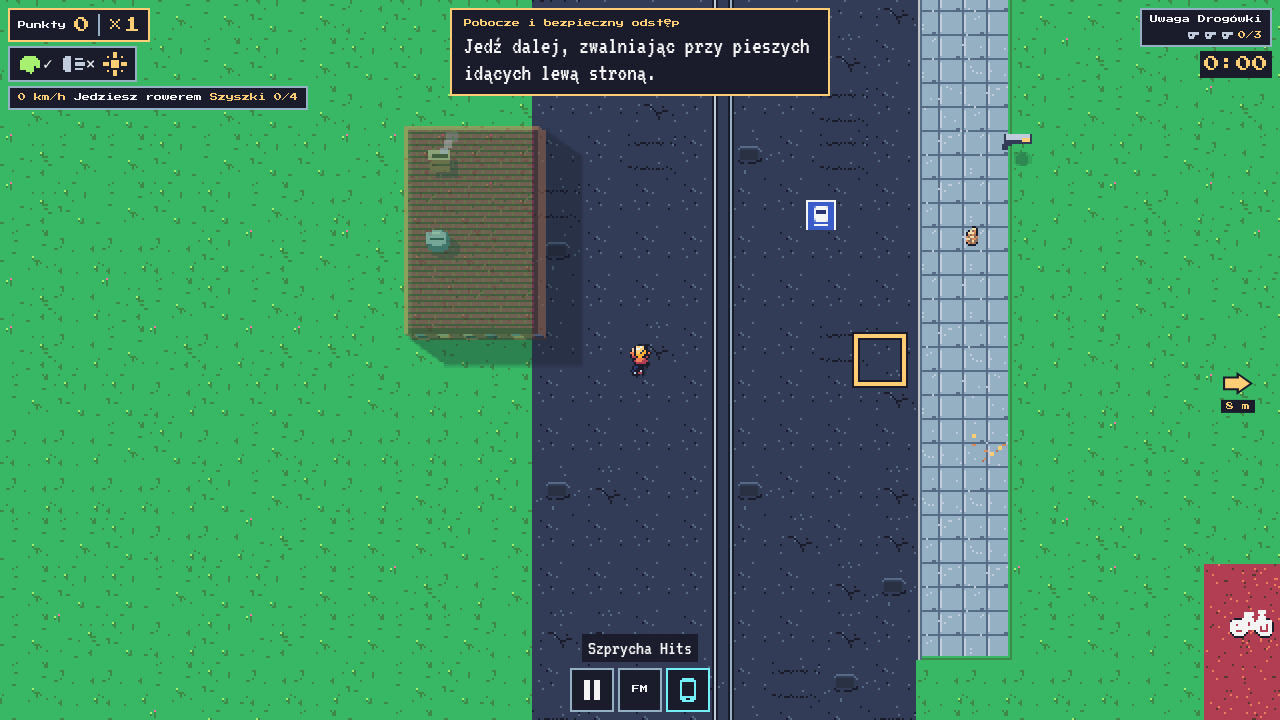 Punkty 0 ×1
0 km/h Jedziesz rowerem Szyszki 0/4
Pobocze i bezpieczny odstęp
Jedź dalej, zwalniając przy pieszych
idących lewą stroną.
Uwaga Drogówki
0/3
0:00
8 m
Szprycha Hits
FM